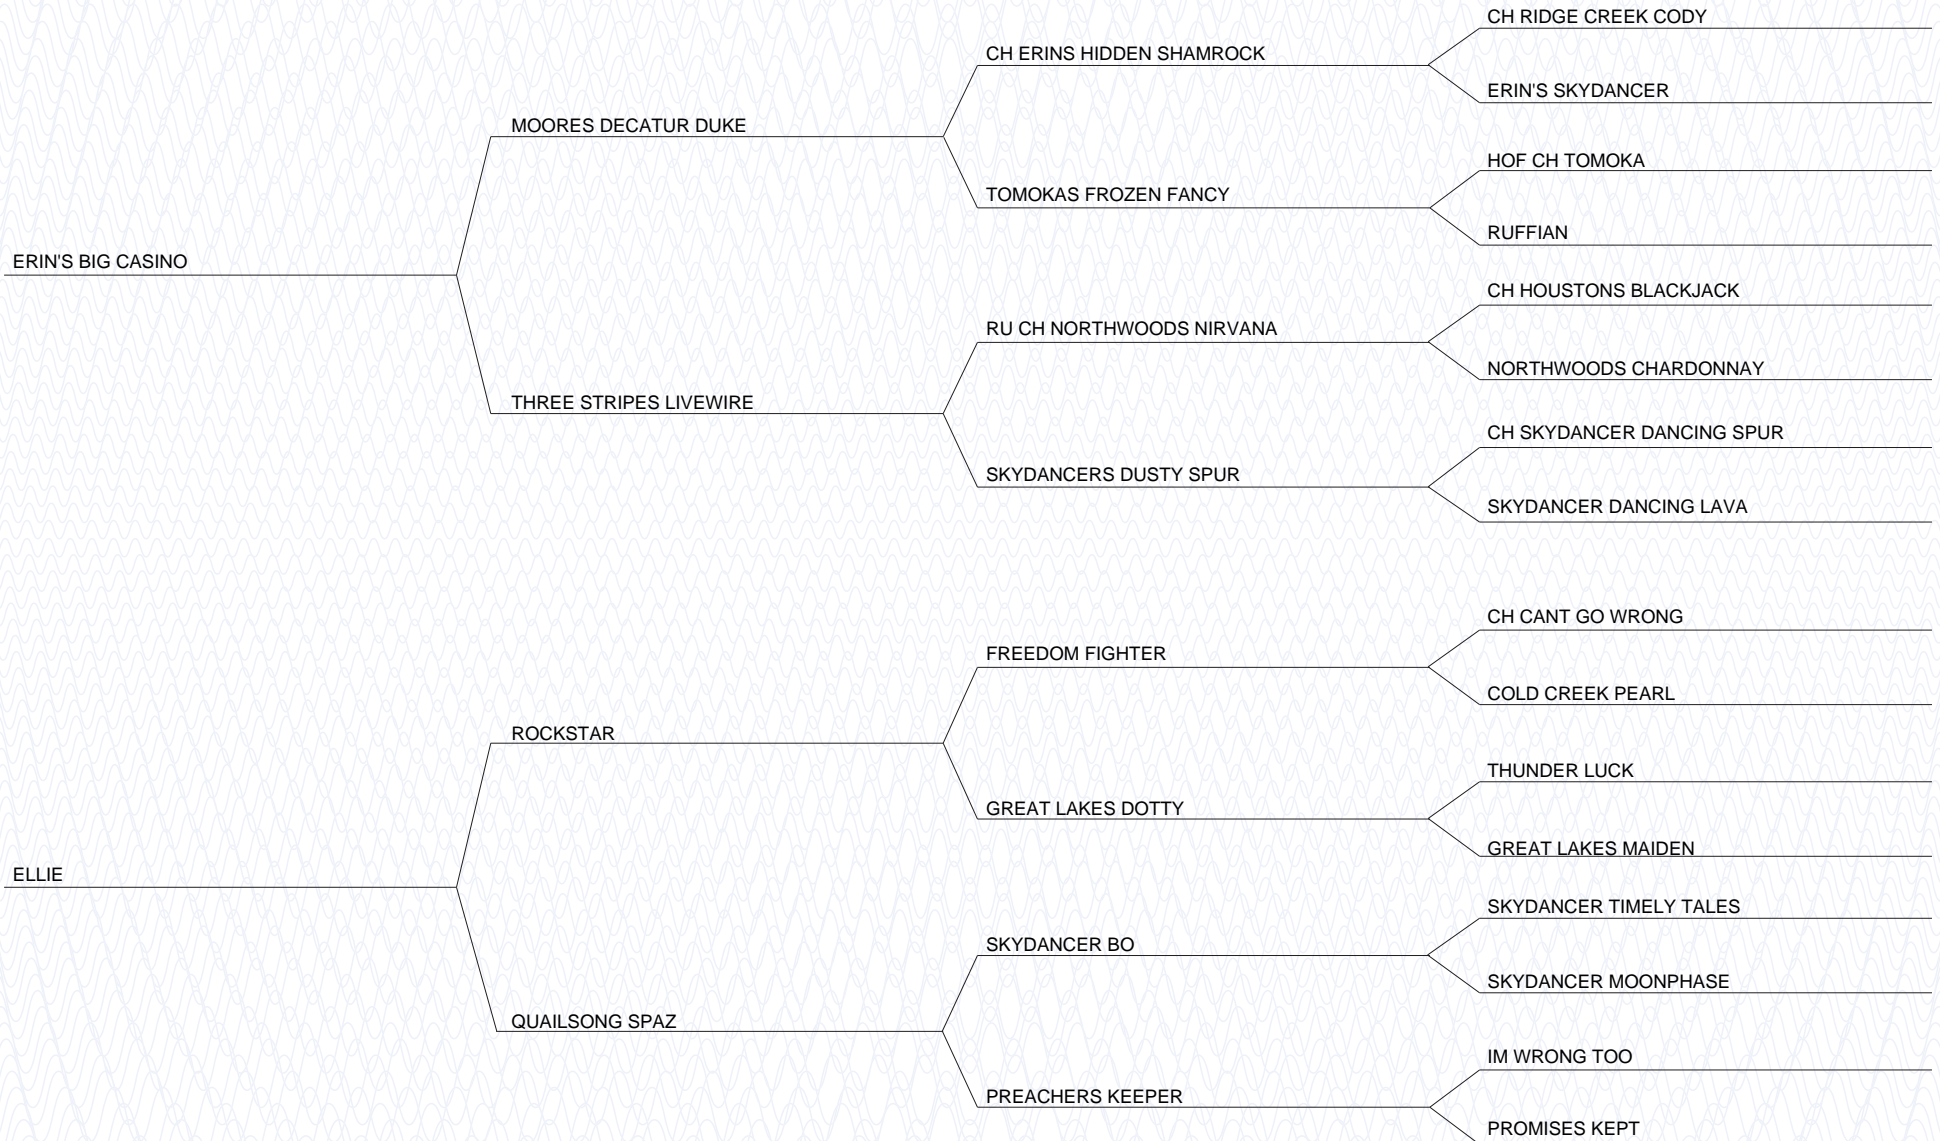 CH RIDGE CREEK CODY
CH ERINS HIDDEN SHAMROCK
ERIN'S SKYDANCER
MOORES DECATUR DUKE
HOF CH TOMOKA
TOMOKAS FROZEN FANCY
RUFFIAN
ERIN'S BIG CASINO
CH HOUSTONS BLACKJACK
RU CH NORTHWOODS NIRVANA
NORTHWOODS CHARDONNAY
THREE STRIPES LIVEWIRE
CH SKYDANCER DANCING SPUR
SKYDANCERS DUSTY SPUR
SKYDANCER DANCING LAVA
CH CANT GO WRONG
FREEDOM FIGHTER
COLD CREEK PEARL
ROCKSTAR
THUNDER LUCK
GREAT LAKES DOTTY
GREAT LAKES MAIDEN
ELLIE
SKYDANCER TIMELY TALES
SKYDANCER BO
SKYDANCER MOONPHASE
QUAILSONG SPAZ
IM WRONG TOO
PREACHERS KEEPER
PROMISES KEPT